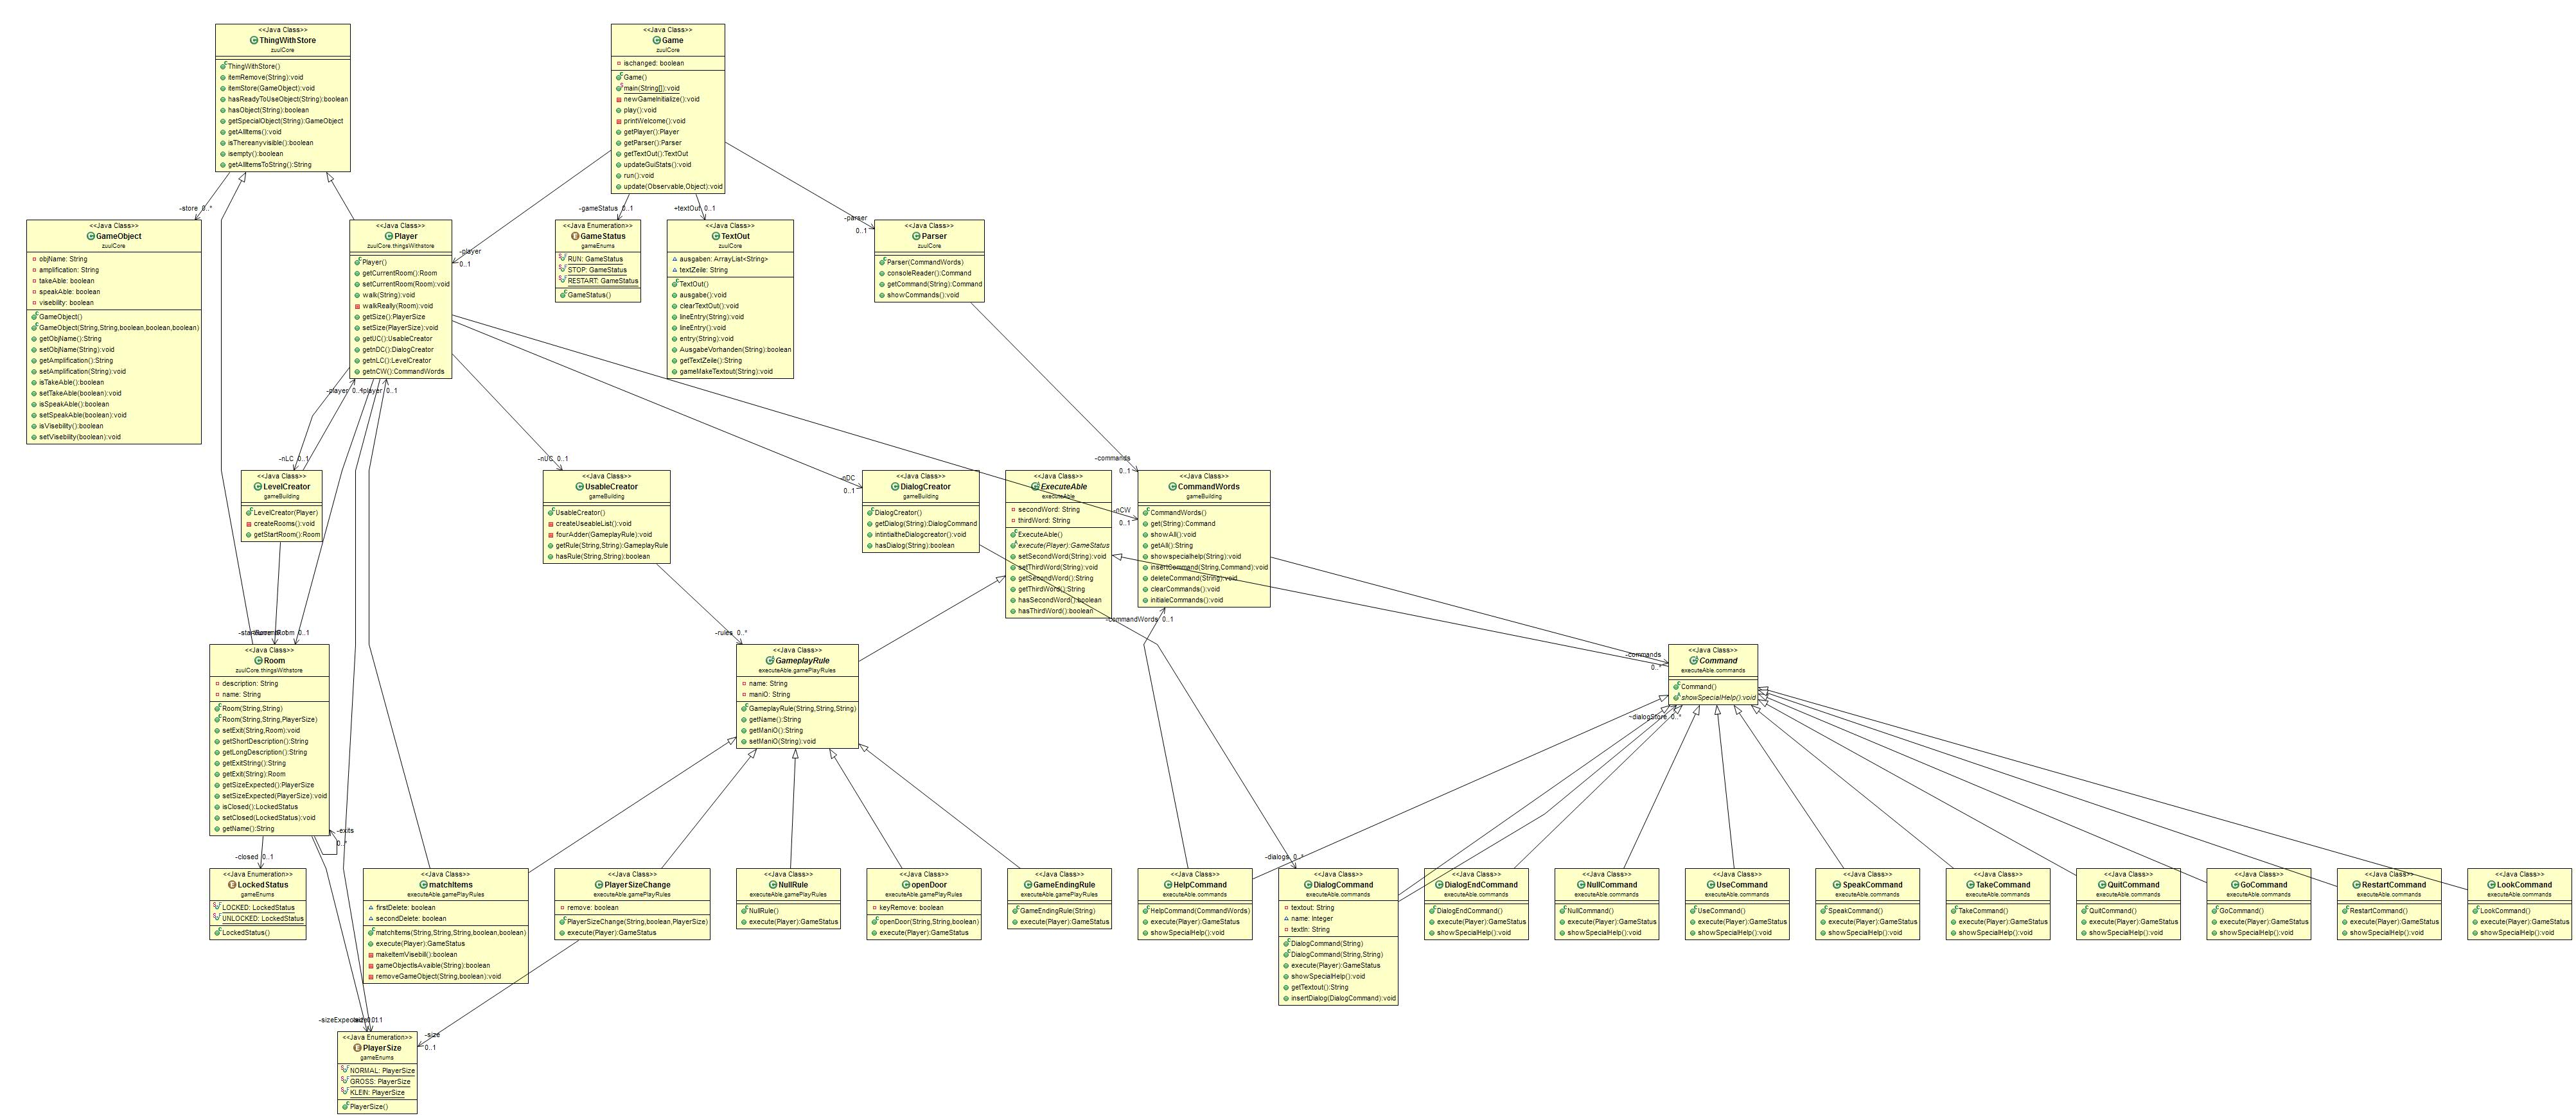 <<Java Class>>
ThingWithStore
zuulCore
ThingWithStore()
itemRemove(String):void
itemStore(GameObject):void
hasReadyToUseObject(String):boolean
hasObject(String):boolean
getSpecialObject(String):GameObject
getAllItems():void
isThereanyvisible():boolean
isempty():boolean
getAllItemsToString():String
<<Java Class>>
Game
zuulCore
ischanged: boolean
Game()
main(String[]):void
newGameInitialize():void
play():void
printWelcome():void
getPlayer():Player
getParser():Parser
getTextOut():TextOut
updateGuiStats():void
run():void
update(Observable,Object):void
-store 0..*
-gameStatus 0..1
+textOut 0..1
-parser
0..1
-player
0..1
<<Java Class>>
GameObject
zuulCore
objName: String
amplification: String
takeAble: boolean
speakAble: boolean
visebility: boolean
GameObject()
GameObject(String,String,boolean,boolean,boolean)
getObjName():String
setObjName(String):void
getAmplification():String
setAmplification(String):void
isTakeAble():boolean
setTakeAble(boolean):void
isSpeakAble():boolean
setSpeakAble(boolean):void
isVisebility():boolean
setVisebility(boolean):void
<<Java Class>>
Player
zuulCore.thingsWithstore
Player()
getCurrentRoom():Room
setCurrentRoom(Room):void
walk(String):void
walkReally(Room):void
getSize():PlayerSize
setSize(PlayerSize):void
getUC():UsableCreator
getnDC():DialogCreator
getnLC():LevelCreator
getnCW():CommandWords
<<Java Enumeration>>
GameStatus
gameEnums
RUN: GameStatus
STOP: GameStatus
RESTART: GameStatus
GameStatus()
<<Java Class>>
TextOut
zuulCore
ausgaben: ArrayList<String>
textZeile: String
TextOut()
ausgabe():void
clearTextOut():void
lineEntry(String):void
lineEntry():void
entry(String):void
AusgabeVorhanden(String):boolean
getTextZeile():String
gameMakeTextout(String):void
<<Java Class>>
Parser
zuulCore
Parser(CommandWords)
consoleReader():Command
getCommand(String):Command
showCommands():void
-player 0..1
-player 0..1
-nLC 0..1
-nUC 0..1
-nDC
0..1
-commands
0..1
-nCW
0..1
<<Java Class>>
LevelCreator
gameBuilding
LevelCreator(Player)
createRooms():void
getStartRoom():Room
<<Java Class>>
UsableCreator
gameBuilding
UsableCreator()
createUseableList():void
fourAdder(GameplayRule):void
getRule(String,String):GameplayRule
hasRule(String,String):boolean
<<Java Class>>
DialogCreator
gameBuilding
DialogCreator()
getDialog(String):DialogCommand
intintialtheDialogcreator():void
hasDialog(String):boolean
<<Java Class>>
ExecuteAble
executeAble
secondWord: String
thirdWord: String
ExecuteAble()
execute(Player):GameStatus
setSecondWord(String):void
setThirdWord(String):void
getSecondWord():String
getThirdWord():String
hasSecondWord():boolean
hasThirdWord():boolean
<<Java Class>>
CommandWords
gameBuilding
CommandWords()
get(String):Command
showAll():void
getAll():String
showspecialhelp(String):void
insertCommand(String,Command):void
deleteCommand(String):void
clearCommands():void
initialeCommands():void
-commandWords 0..1
-rules 0..*
-commands
0..*
<<Java Class>>
Room
zuulCore.thingsWithstore
description: String
name: String
Room(String,String)
Room(String,String,PlayerSize)
setExit(String,Room):void
getShortDescription():String
getLongDescription():String
getExitString():String
getExit(String):Room
getSizeExpected():PlayerSize
setSizeExpected(PlayerSize):void
isClosed():LockedStatus
setClosed(LockedStatus):void
getName():String
-exits
0..*
<<Java Class>>
GameplayRule
executeAble.gamePlayRules
name: String
maniO: String
GameplayRule(String,String,String)
getName():String
getManiO():String
setManiO(String):void
<<Java Class>>
Command
executeAble.commands
Command()
showSpecialHelp():void
~dialogStore 0..*
-closed 0..1
-dialogs 0..*
<<Java Enumeration>>
LockedStatus
gameEnums
LOCKED: LockedStatus
UNLOCKED: LockedStatus
LockedStatus()
<<Java Class>>
matchItems
executeAble.gamePlayRules
firstDelete: boolean
secondDelete: boolean
matchItems(String,String,String,boolean,boolean)
execute(Player):GameStatus
makeItemVisebill():boolean
gameObjectIsAvaible(String):boolean
removeGameObject(String,boolean):void
<<Java Class>>
PlayerSizeChange
executeAble.gamePlayRules
remove: boolean
PlayerSizeChange(String,boolean,PlayerSize)
execute(Player):GameStatus
<<Java Class>>
NullRule
executeAble.gamePlayRules
NullRule()
execute(Player):GameStatus
<<Java Class>>
openDoor
executeAble.gamePlayRules
keyRemove: boolean
openDoor(String,String,boolean)
execute(Player):GameStatus
<<Java Class>>
GameEndingRule
executeAble.gamePlayRules
GameEndingRule(String)
execute(Player):GameStatus
<<Java Class>>
HelpCommand
executeAble.commands
HelpCommand(CommandWords)
execute(Player):GameStatus
showSpecialHelp():void
<<Java Class>>
DialogCommand
executeAble.commands
textout: String
name: Integer
textIn: String
DialogCommand(String)
DialogCommand(String,String)
execute(Player):GameStatus
showSpecialHelp():void
getTextout():String
insertDialog(DialogCommand):void
<<Java Class>>
DialogEndCommand
executeAble.commands
DialogEndCommand()
execute(Player):GameStatus
showSpecialHelp():void
<<Java Class>>
NullCommand
executeAble.commands
NullCommand()
execute(Player):GameStatus
showSpecialHelp():void
<<Java Class>>
UseCommand
executeAble.commands
UseCommand()
execute(Player):GameStatus
showSpecialHelp():void
<<Java Class>>
SpeakCommand
executeAble.commands
SpeakCommand()
execute(Player):GameStatus
showSpecialHelp():void
<<Java Class>>
TakeCommand
executeAble.commands
TakeCommand()
execute(Player):GameStatus
showSpecialHelp():void
<<Java Class>>
QuitCommand
executeAble.commands
QuitCommand()
execute(Player):GameStatus
showSpecialHelp():void
<<Java Class>>
GoCommand
executeAble.commands
GoCommand()
execute(Player):GameStatus
showSpecialHelp():void
<<Java Class>>
RestartCommand
executeAble.commands
RestartCommand()
execute(Player):GameStatus
showSpecialHelp():void
<<Java Class>>
LookCommand
executeAble.commands
LookCommand()
execute(Player):GameStatus
showSpecialHelp():void
-size
0..1
<<Java Enumeration>>
PlayerSize
gameEnums
NORMAL: PlayerSize
GROSS: PlayerSize
KLEIN: PlayerSize
PlayerSize()